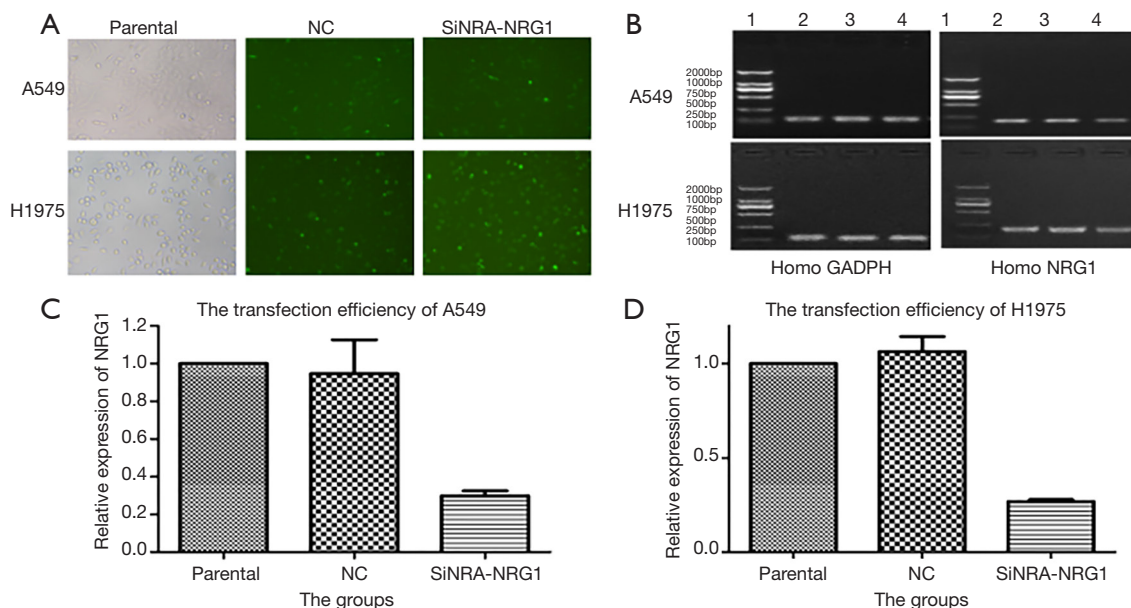 A
Parental
NC
SiNRA-NRG1
A549
H1975
B
1 2 3 4 1 2 3 4
A549
2000bp
1000bp
750bp
500bp
250bp
100bp
H1975
2000bp
1000bp
750bp
500bp
250bp
100bp
Homo GADPH
Homo NRG1
C
The transfection efficiency of A549
Relative expression of NRG1
1.2
1.0
0.8
0.6
0.4
0.2
0.0
Parental
NC
SiNRA-NRG1
The groups
D
The transfection efficiency of H1975
Relative expression of NRG1
1.0
0.5
0.0
Parental
NC
SiNRA-NRG1
The groups